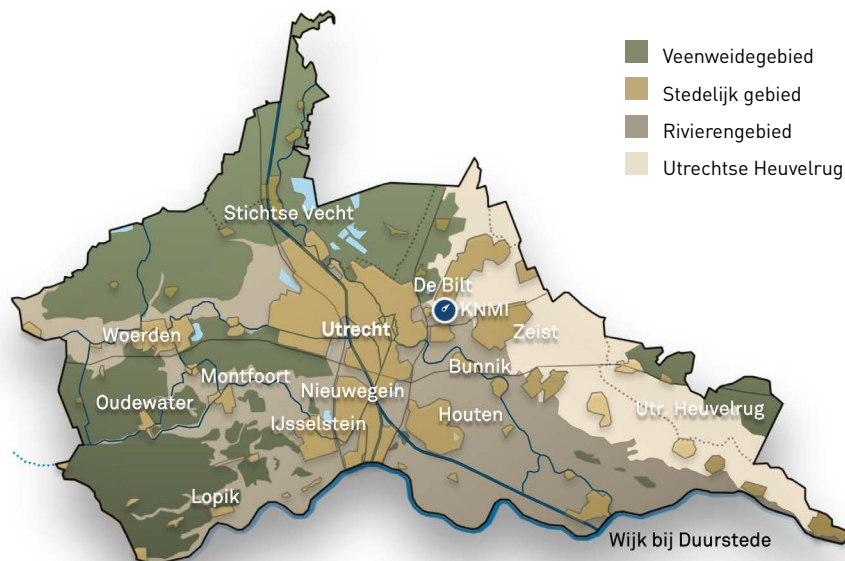 Veenweidegebied
Stedelijk gebied
Rivierengebied
Utrechtse Heuvelrug
Stichtse Vecht
De Bilt
KNMI
Utrecht
Zeist
Woerden
Bunnik
Montfoort
Nieuwegein
Oudewater
Houten
Utr. Heuvelrug
IJsselstein
Lopik
Wijk bij Duurstede